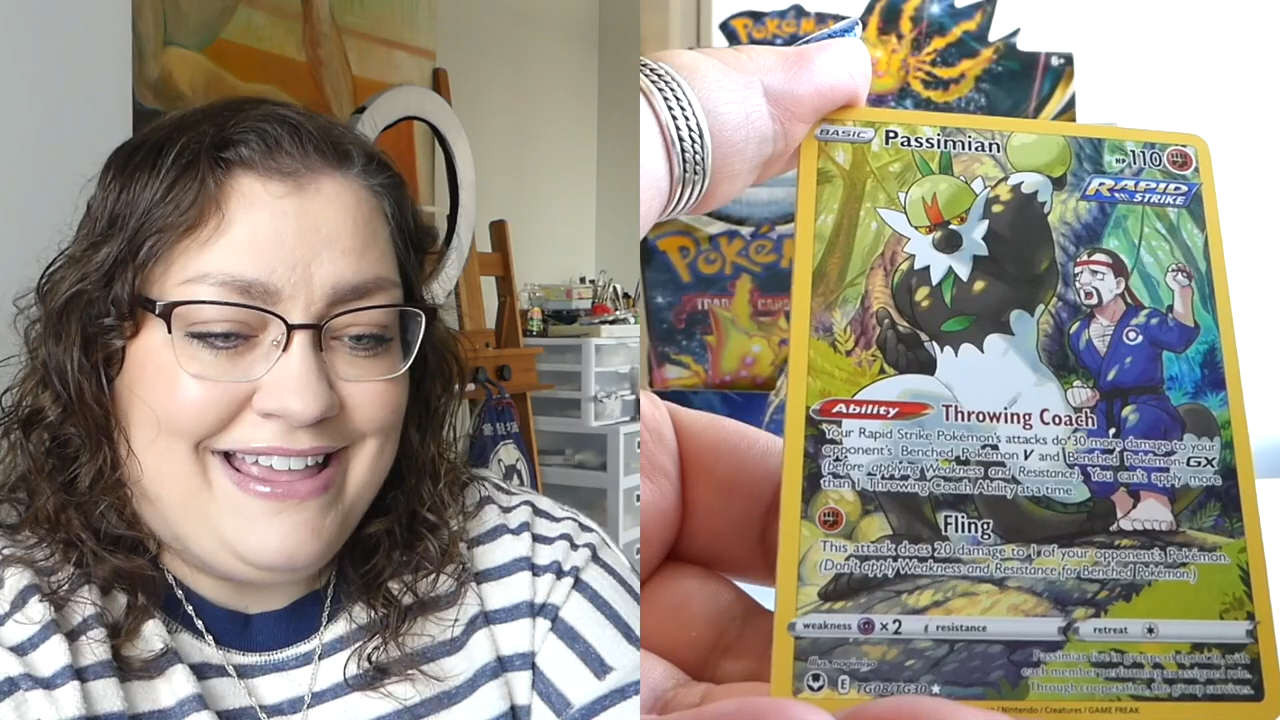 Pokémon
6+
Poké
BASIC Passimian HP 110
RAPID
STRIKE
Ability Throwing Coach
Your Rapid Strike Pokémon's attacks do 30 more damage to your
opponent's Benched Pokémon V and Benched Pokémon-GX
(before applying Weakness and Resistance). You can't apply more
than 1 Throwing Coach Ability at a time.
Fling
This attack does 20 damage to 1 of your opponent's Pokémon.
(Don't apply Weakness and Resistance for Benched Pokémon.)
weakness ×2 resistance retreat
Illus. nagimiso
E TG08/TG30 ★
Passimian live in groups of about 20, with
each member performing an assigned role.
Through cooperation, the group survives.
/ Nintendo / Creatures / GAME FREAK